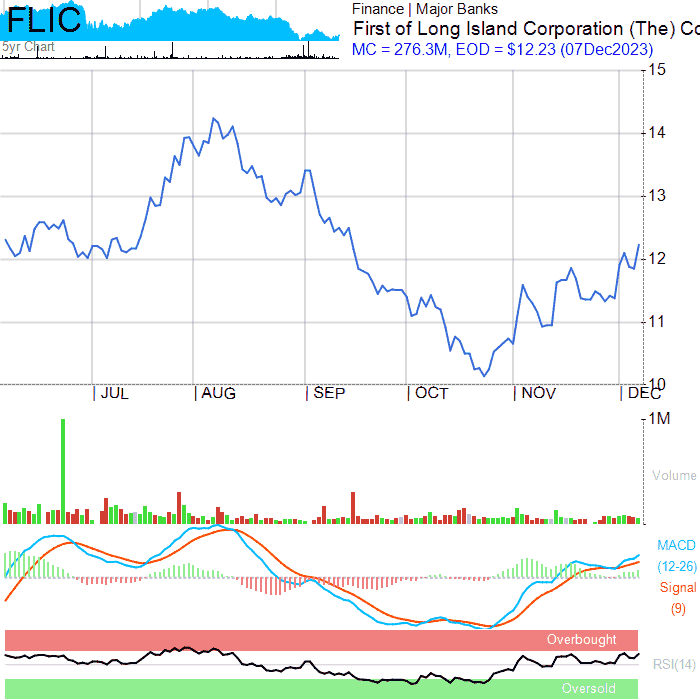 FLIC
5yr Chart
Finance | Major Banks
First of Long Island Corporation (The) Co
MC = 276.3M, EOD = $12.23 (07Dec2023)
15
14
13
12
11
10
JUL AUG SEP OCT NOV DEC
1M
Volume
MACD
(12-26)
Signal
(9)
Overbought
RSI(14)
Oversold